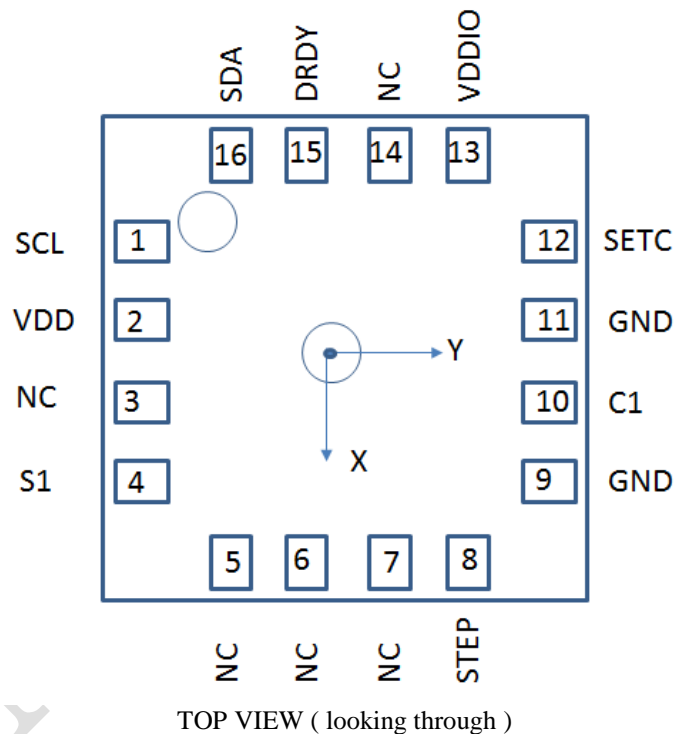 SDA DRDY NC VDDIO
16 15 14 13
SCL 1 12 SETC
VDD 2 11 GND
Y
NC 3 10 C1
X
S1 4 9 GND
5 6 7 8
NC NC NC STEP
TOP VIEW ( looking through )